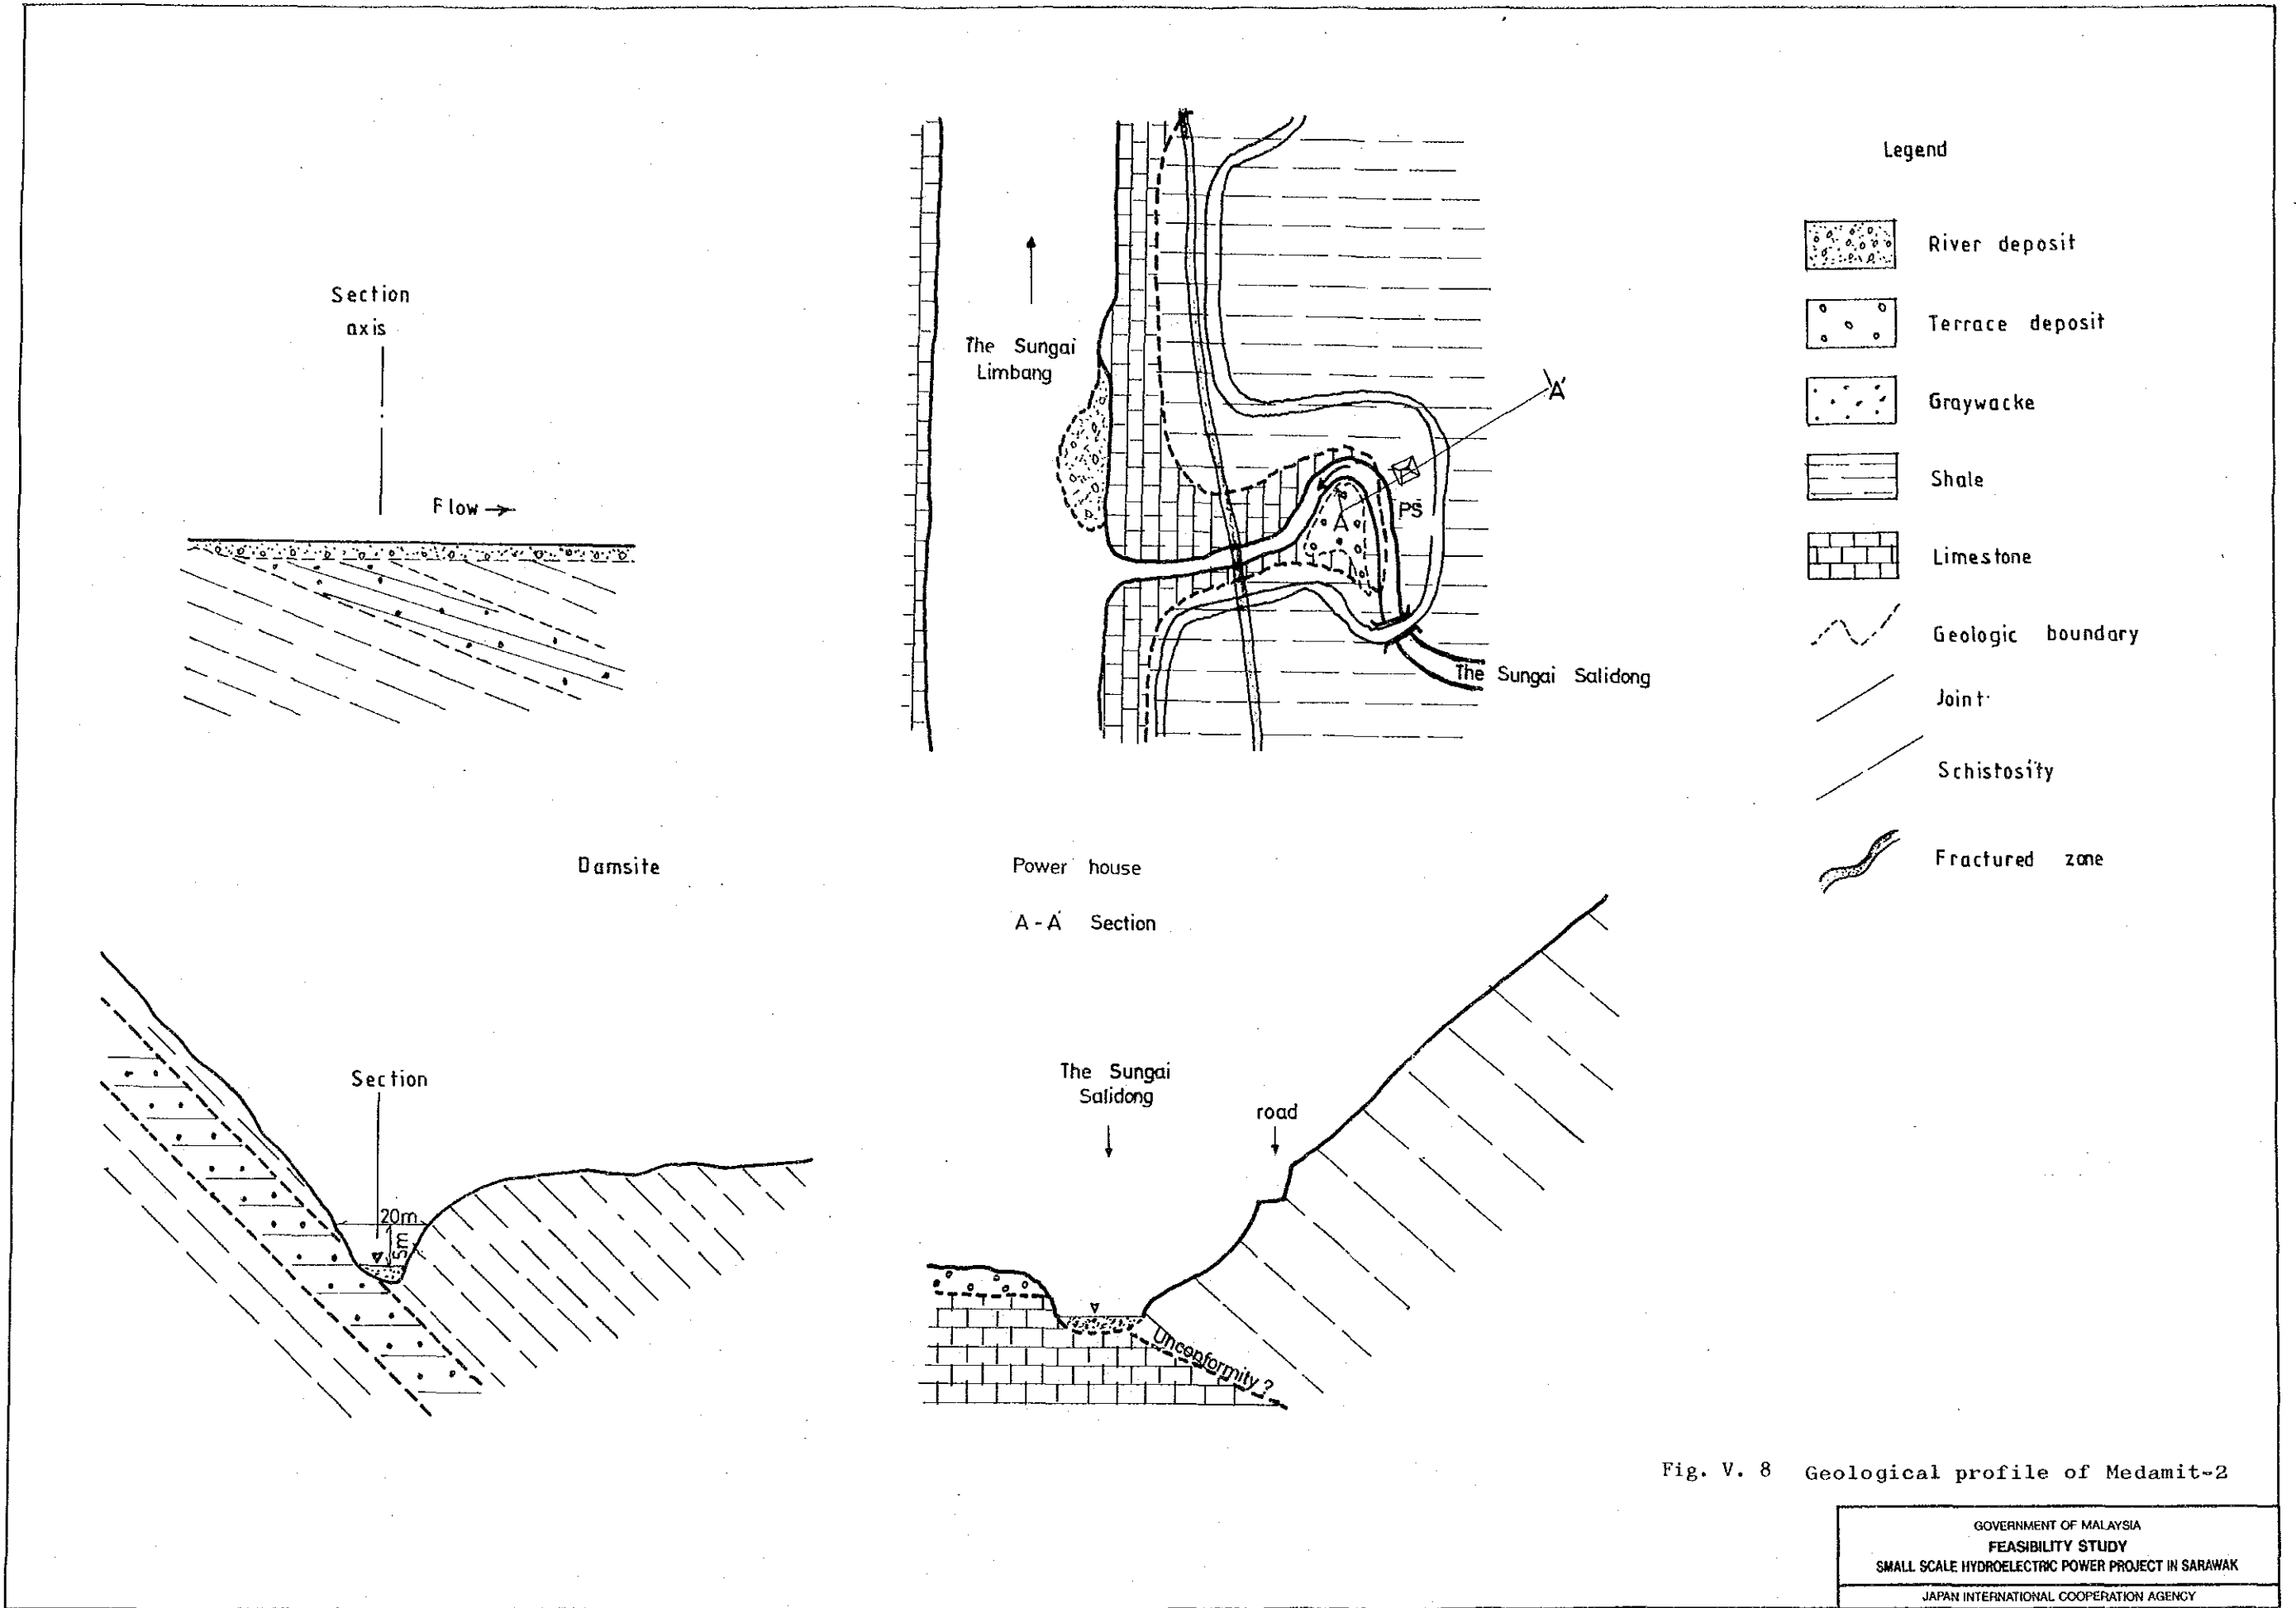 Section
axis
Flow
The Sungai
Limbang
A'
PS
A
The Sungai Salidong
Legend
River deposit
Terrace deposit
Graywacke
Shale
Limestone
Geologic boundary
Joint
Schistosity
Fractured zone
Damsite
Section
20m
5m
Power house
A - A' Section
The Sungai
Salidong
road
Unconformity ?
Fig. V. 8 Geological profile of Medamit-2
GOVERNMENT OF MALAYSIA
FEASIBILITY STUDY
SMALL SCALE HYDROELECTRIC POWER PROJECT IN SARAWAK
JAPAN INTERNATIONAL COOPERATION AGENCY